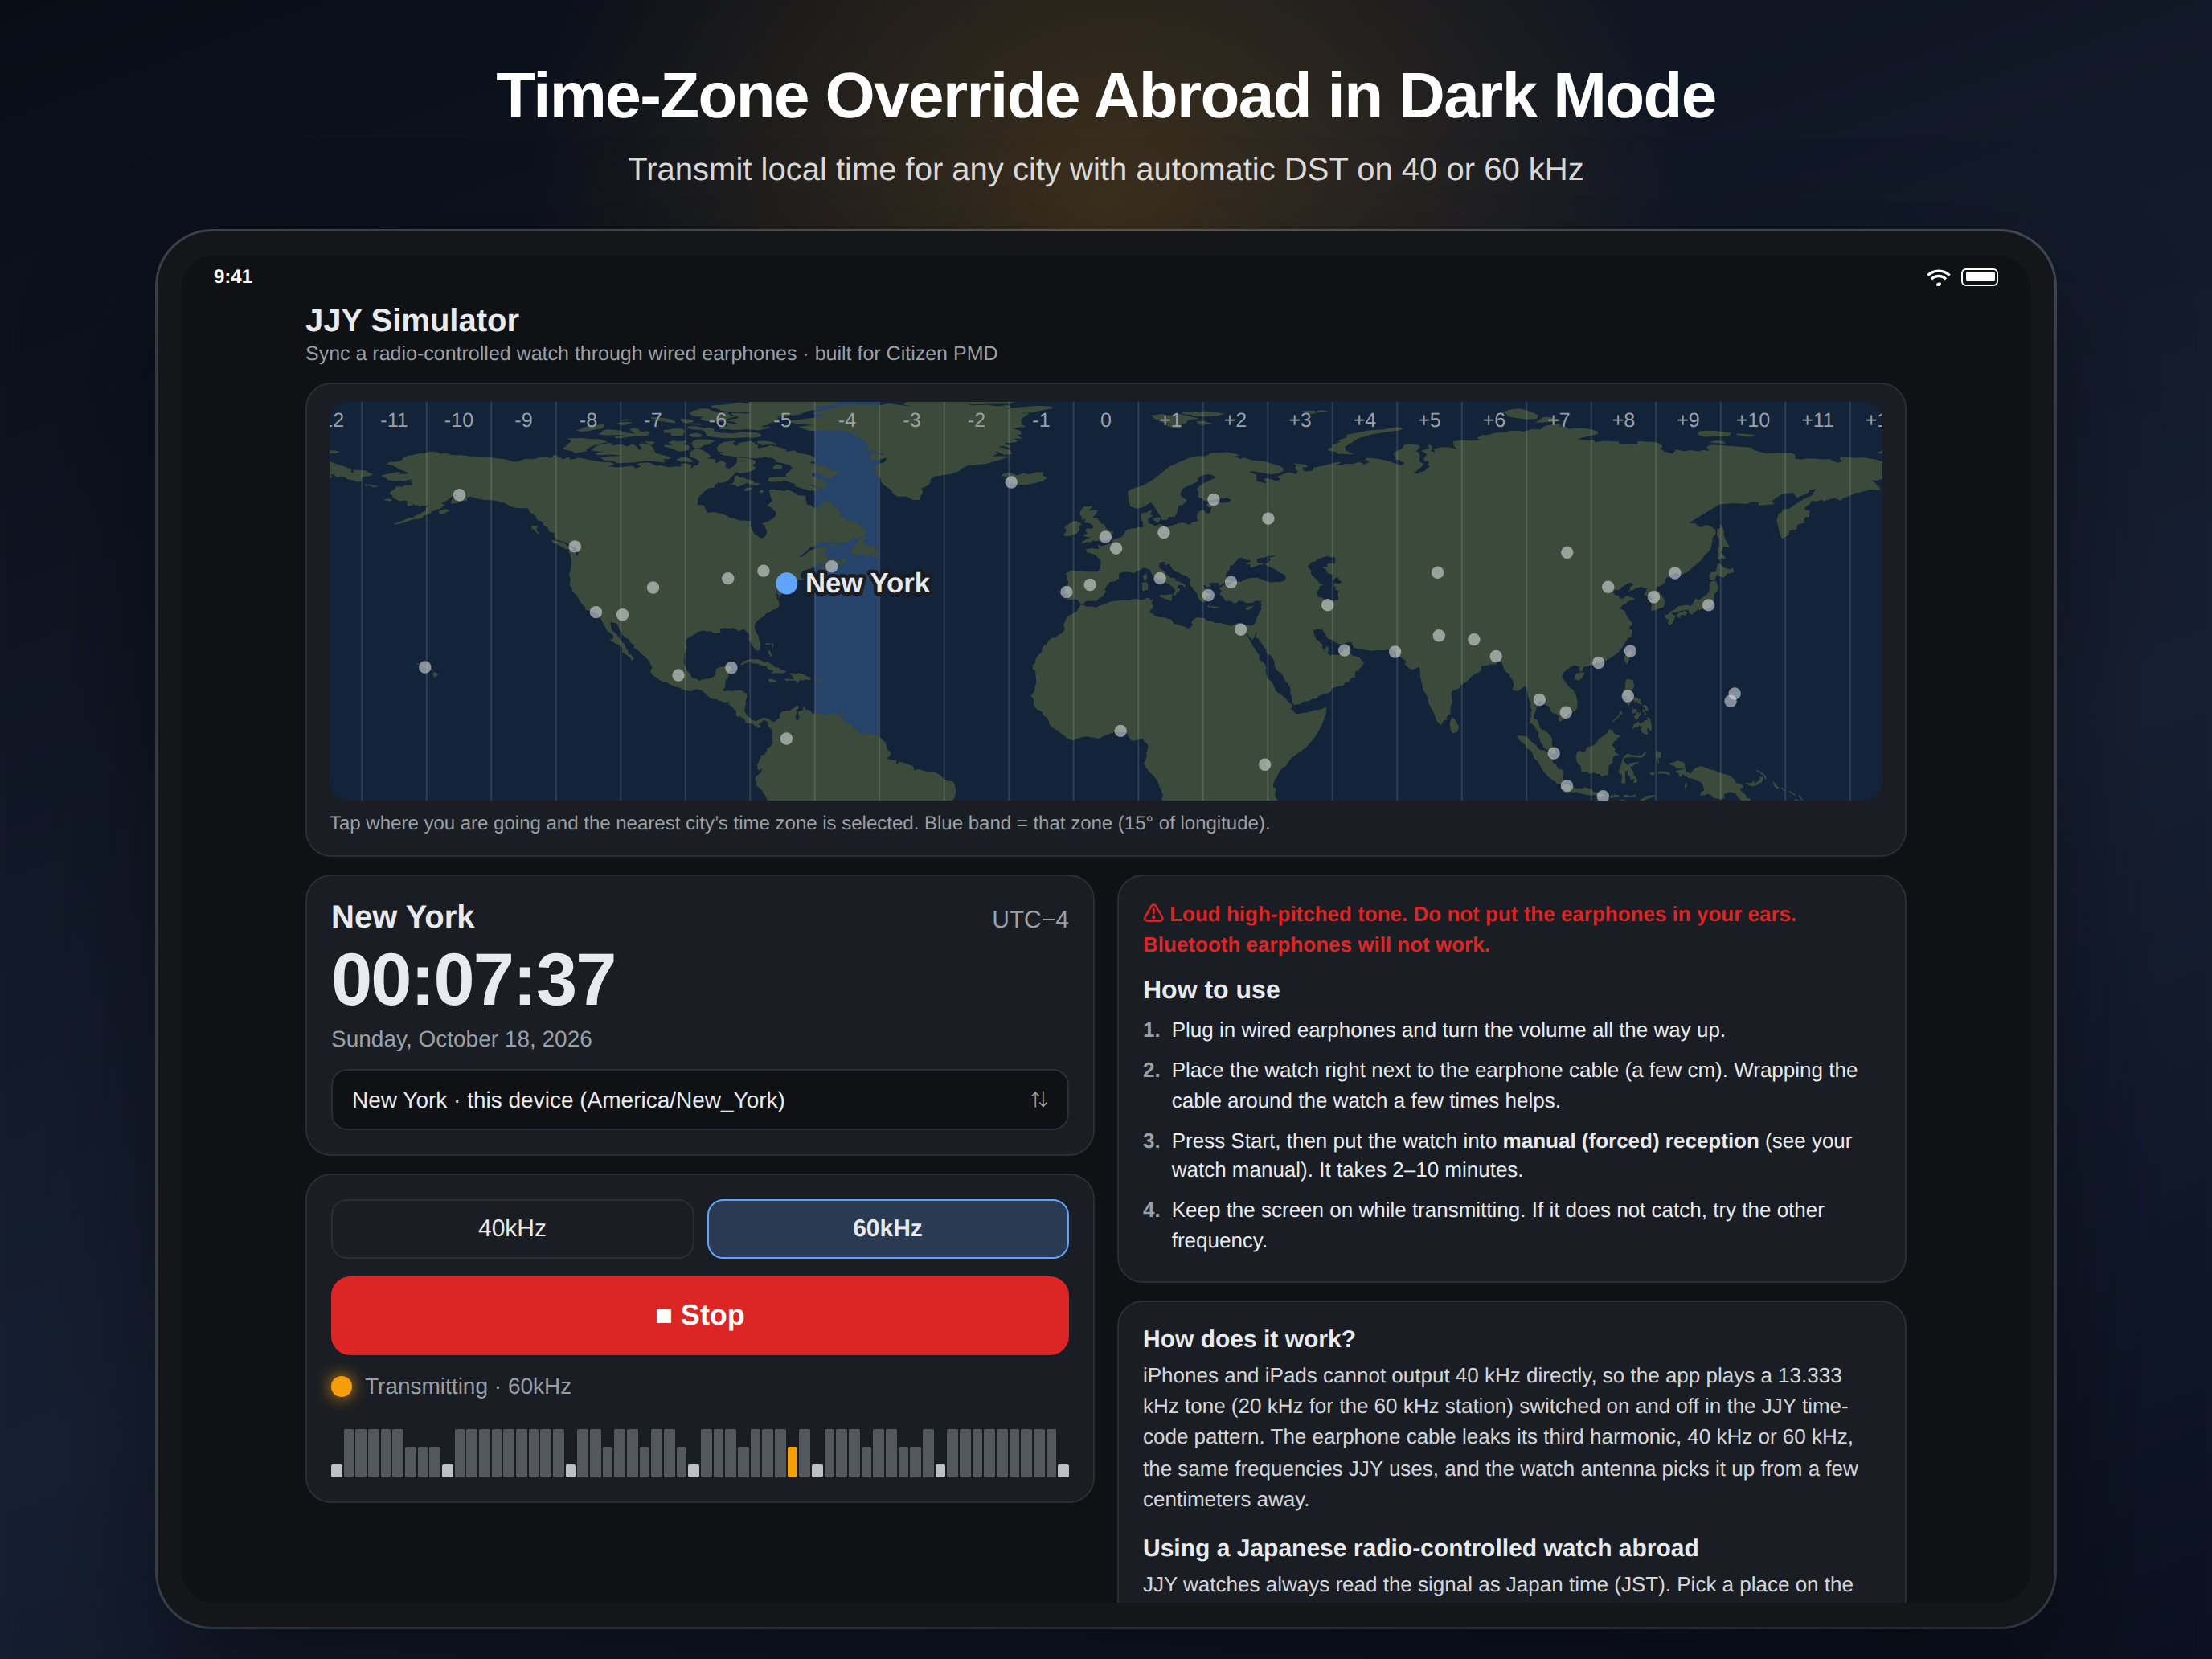 Time-Zone Override Abroad in Dark Mode
Transmit local time for any city with automatic DST on 40 or 60 kHz
9:41
JJY Simulator
Sync a radio-controlled watch through wired earphones · built for Citizen PMD
-11 -10 -9 -8 -7 -6 -5 -4 -3 -2 -1 0 +1 +2 +3 +4 +5 +6 +7 +8 +9 +10 +11
New York
Tap where you are going and the nearest city’s time zone is selected. Blue band = that zone (15° of longitude).
New York
UTC−4
00:07:37
Sunday, October 18, 2026
New York · this device (America/New_York)
40kHz
60kHz
■ Stop
Transmitting · 60kHz
⚠ Loud high-pitched tone. Do not put the earphones in your ears.
Bluetooth earphones will not work.
How to use
1. Plug in wired earphones and turn the volume all the way up.
2. Place the watch right next to the earphone cable (a few cm). Wrapping the
cable around the watch a few times helps.
3. Press Start, then put the watch into manual (forced) reception (see your
watch manual). It takes 2–10 minutes.
4. Keep the screen on while transmitting. If it does not catch, try the other
frequency.
How does it work?
iPhones and iPads cannot output 40 kHz directly, so the app plays a 13.333
kHz tone (20 kHz for the 60 kHz station) switched on and off in the JJY time-
code pattern. The earphone cable leaks its third harmonic, 40 kHz or 60 kHz,
the same frequencies JJY uses, and the watch antenna picks it up from a few
centimeters away.
Using a Japanese radio-controlled watch abroad
JJY watches always read the signal as Japan time (JST). Pick a place on the